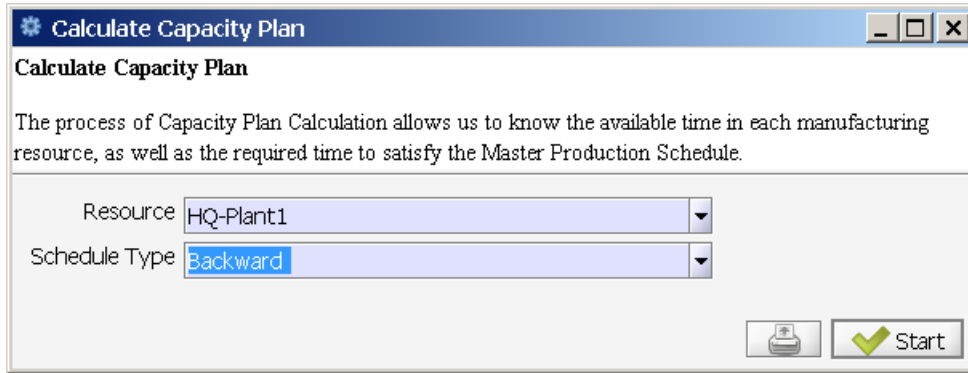 Calculate Capacity Plan
Calculate Capacity Plan
The process of Capacity Plan Calculation allows us to know the available time in each manufacturing
resource, as well as the required time to satisfy the Master Production Schedule.
Resource HQ-Plant1
Schedule Type Backward
Start